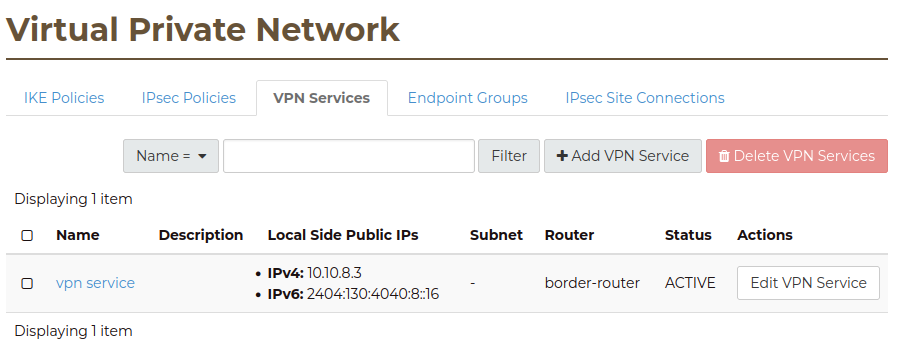 Virtual Private Network
IKE Policies IPsec Policies VPN Services Endpoint Groups IPsec Site Connections
Name = Filter Add VPN Service Delete VPN Services
Displaying 1 item
Name Description Local Side Public IPs Subnet Router Status Actions
vpn service • IPv4: 10.10.8.3 - border-router ACTIVE Edit VPN Service
• IPv6: 2404:130:4040:8::16
Displaying 1 item